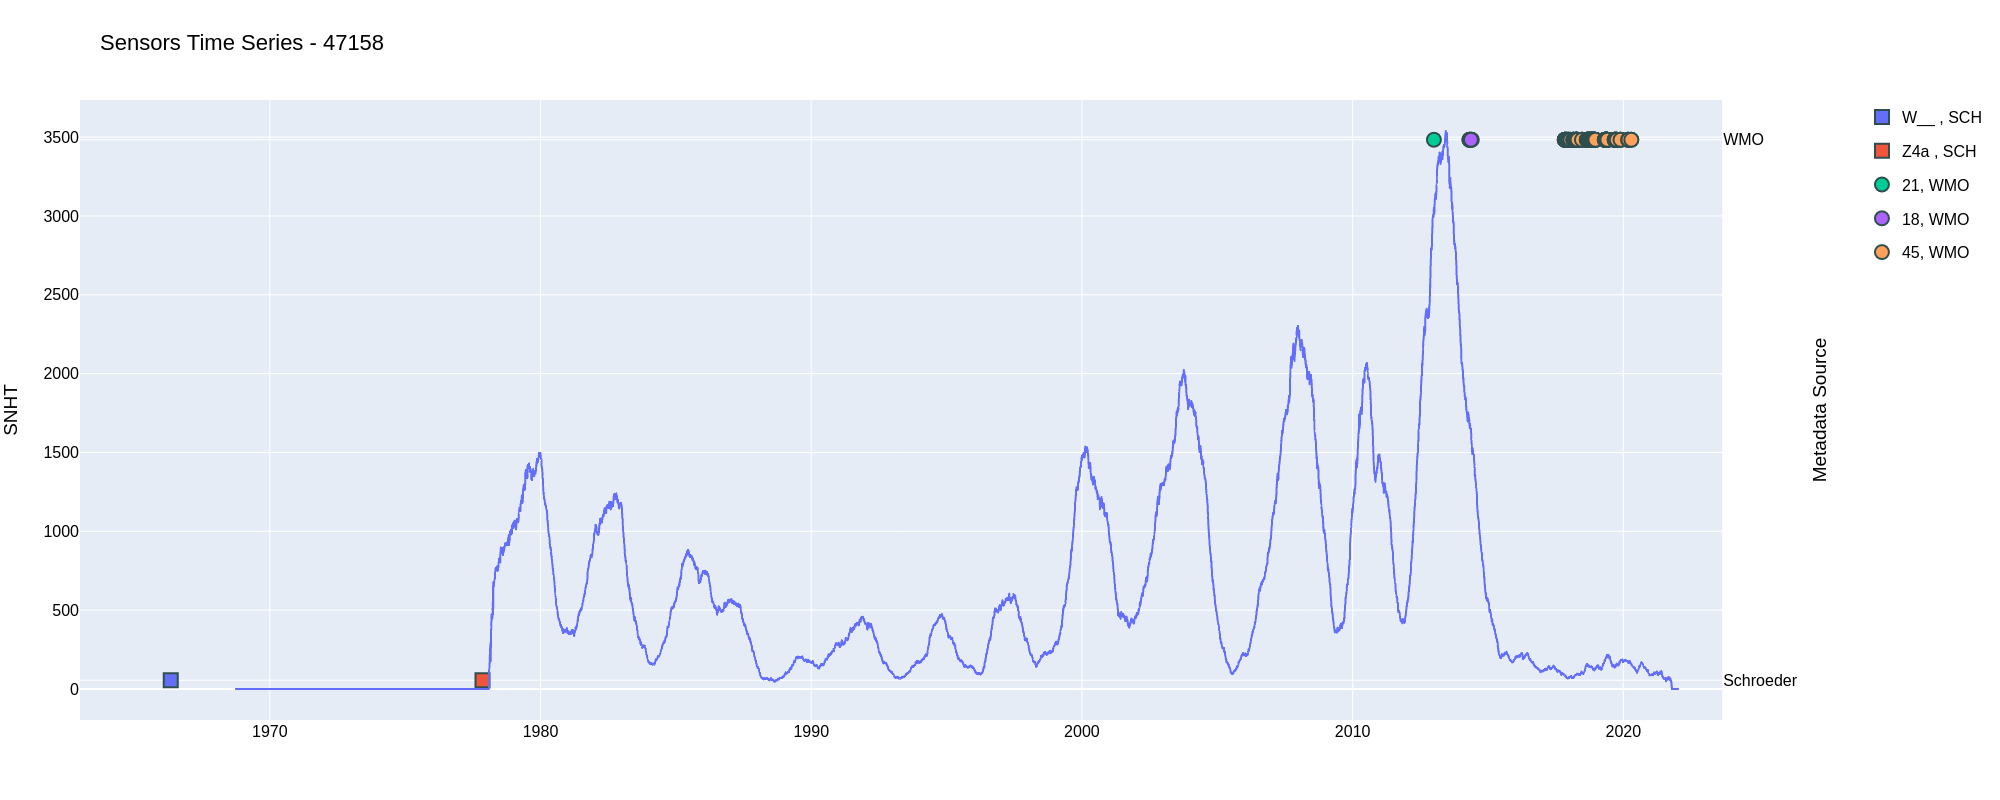 Sensors Time Series - 47158
SNHT
3500
3000
2500
2000
1500
1000
500
0
1970
1980
1990
2000
2010
2020
WMO
Schroeder
Metadata Source
W__ , SCH
Z4a , SCH
21, WMO
18, WMO
45, WMO